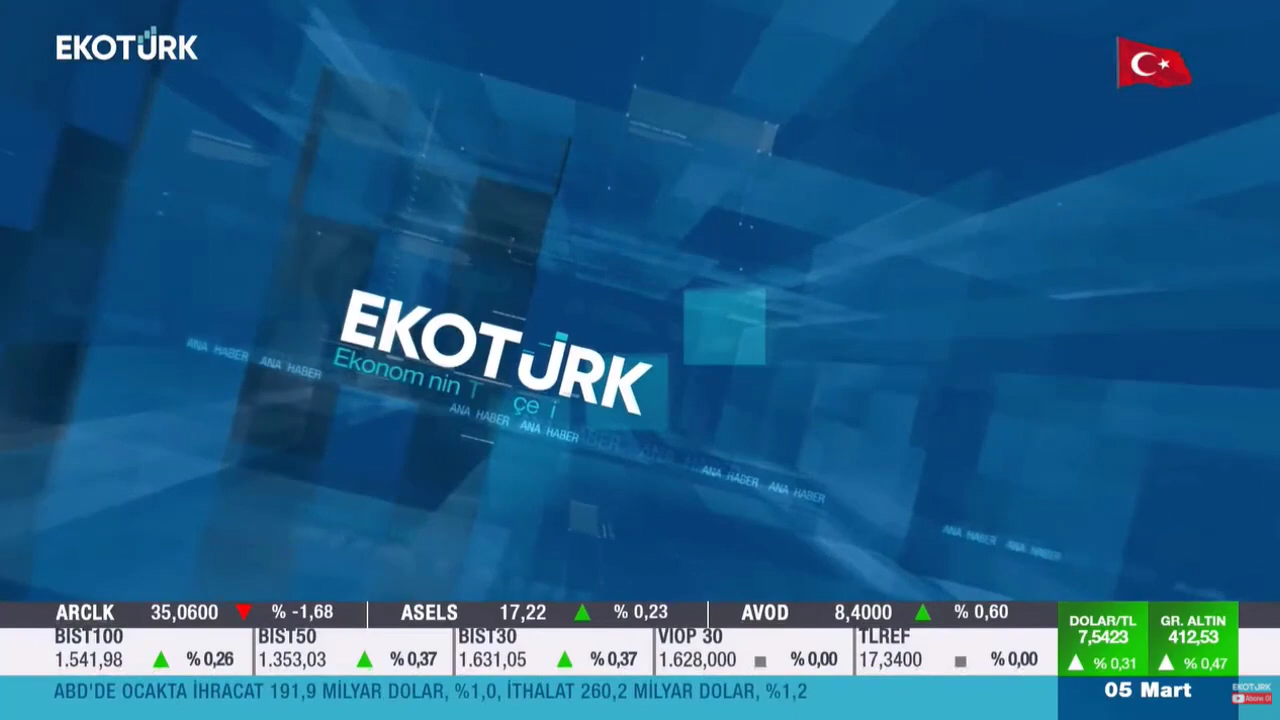 EKOTÜRK
EKOTÜRK
Ekonom nin T çe i
ANA HABER ANA HABER
ANA HABER ANA HABER
ANA HABER ANA HABER
ANA HABER ANA HABER
ARCLK 35,0600 % -1,68 ASELS 17,22 % 0,23 AVOD 8,4000 % 0,60
BIST100 BIST50 BIST30 VIOP 30 TLREF
1.541,98 % 0,26 1.353,03 % 0,37 1.631,05 % 0,37 1.628,000 % 0,00 17,3400 % 0,00
DOLAR/TL GR. ALTIN
7,5423 412,53
% 0,31 % 0,47
ABD'DE OCAKTA İHRACAT 191,9 MİLYAR DOLAR, %1,0, İTHALAT 260,2 MİLYAR DOLAR, %1,2
05 Mart
EKOTÜRK
Abone Ol